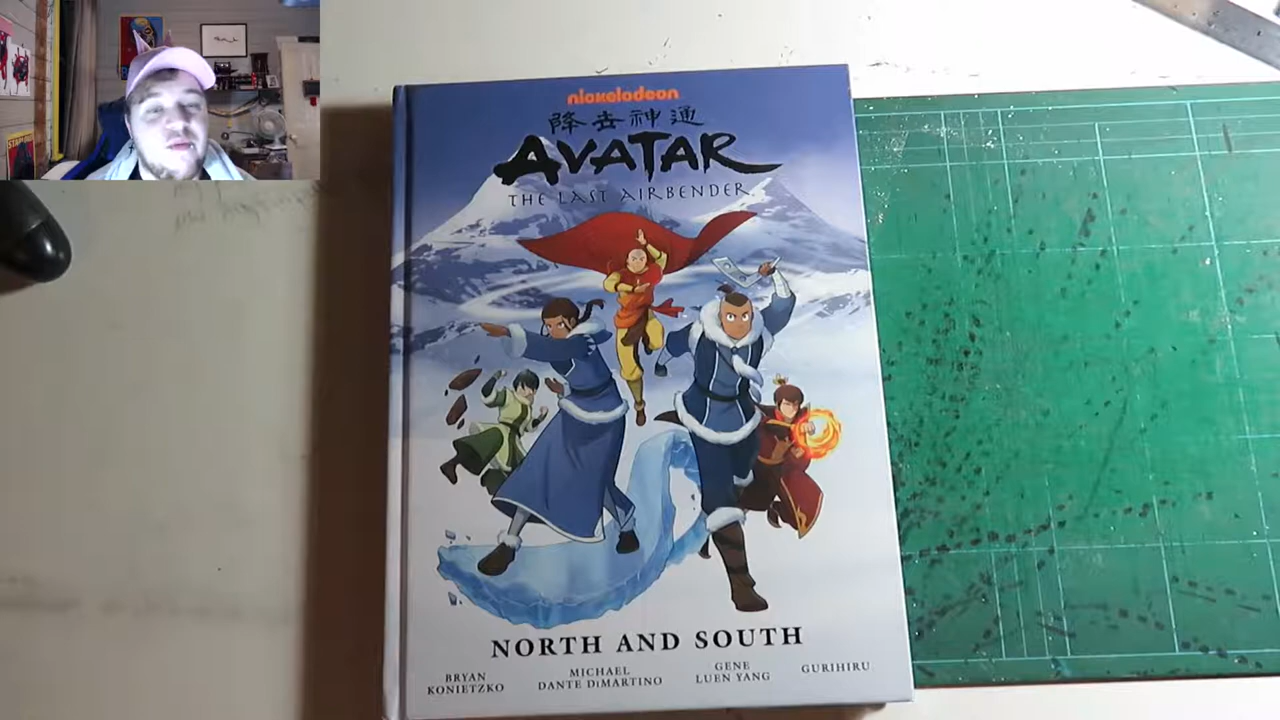 nickelodeon
降世神通
AVATAR
THE LAST AIRBENDER
NORTH AND SOUTH
BRYAN
KONIETZKO
MICHAEL
DANTE DIMARTINO
GENE
LUEN YANG
GURIHIRU